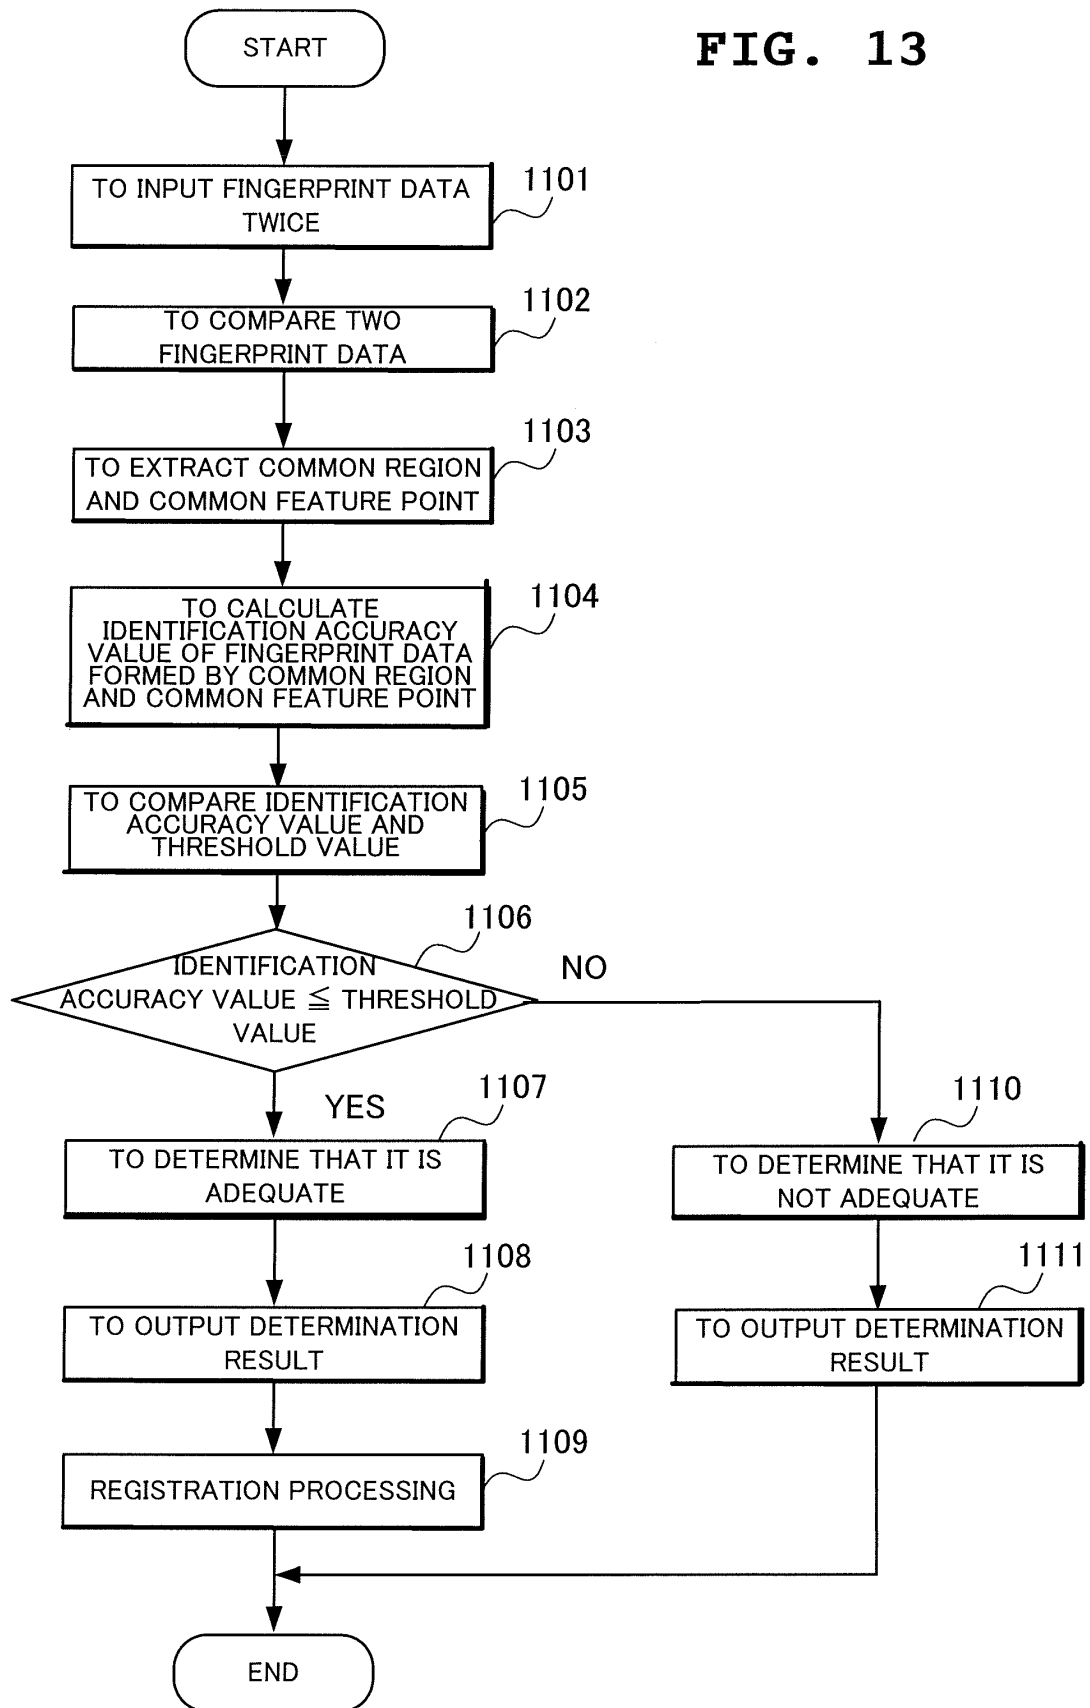 START
FIG. 13
TO INPUT FINGERPRINT DATA
TWICE
1101
TO COMPARE TWO
FINGERPRINT DATA
1102
TO EXTRACT COMMON REGION
AND COMMON FEATURE POINT
1103
TO CALCULATE
IDENTIFICATION ACCURACY
VALUE OF FINGERPRINT DATA
FORMED BY COMMON REGION
AND COMMON FEATURE POINT
1104
TO COMPARE IDENTIFICATION
ACCURACY VALUE AND
THRESHOLD VALUE
1105
1106
IDENTIFICATION
ACCURACY VALUE ≦ THRESHOLD
VALUE
NO
YES
1107
TO DETERMINE THAT IT IS
ADEQUATE
1110
TO DETERMINE THAT IT IS
NOT ADEQUATE
1108
TO OUTPUT DETERMINATION
RESULT
1111
TO OUTPUT DETERMINATION
RESULT
1109
REGISTRATION PROCESSING
END